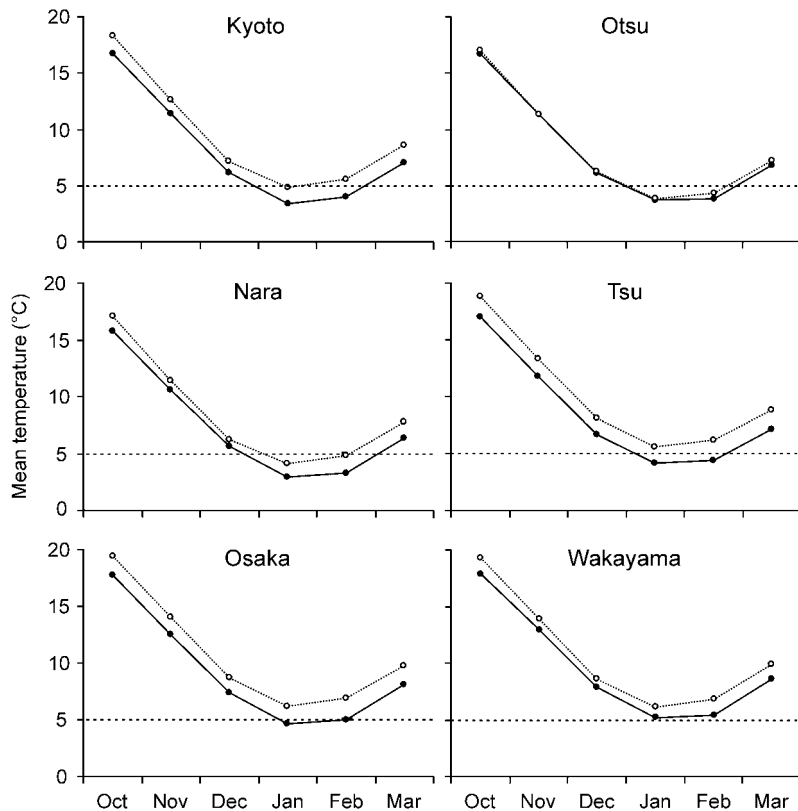 Kyoto
Otsu
20
15
10
5
0
Nara
Tsu
20
15
10
5
0
Mean temperature (°C)
Osaka
Wakayama
20
15
10
5
0
Oct Nov Dec Jan Feb Mar Oct Nov Dec Jan Feb Mar